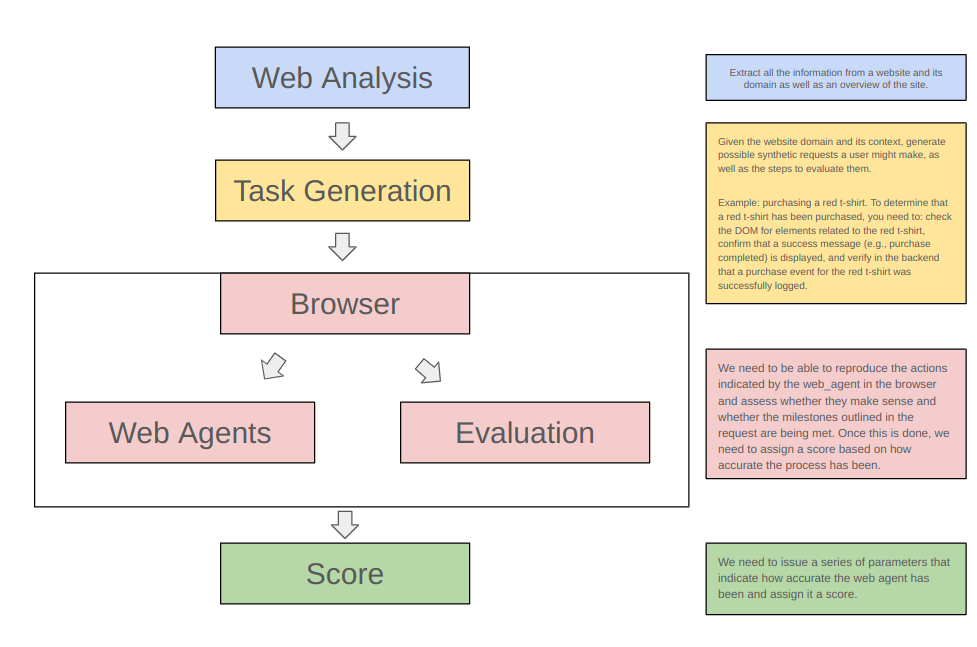 Web Analysis
Extract all the information from a website and its
domain as well as an overview of the site.
Task Generation
Given the website domain and its context, generate
possible synthetic requests a user might make, as
well as the steps to evaluate them.
Example: purchasing a red t-shirt. To determine that
a red t-shirt has been purchased, you need to: check
the DOM for elements related to the red t-shirt,
confirm that a success message (e.g., purchase
completed) is displayed, and verify in the backend
that a purchase event for the red t-shirt was
successfully logged.
Browser
Web Agents
Evaluation
We need to be able to reproduce the actions
indicated by the web_agent in the browser
and assess whether they make sense and
whether the milestones outlined in the
request are being met. Once this is done, we
need to assign a score based on how
accurate the process has been.
Score
We need to issue a series of parameters that
indicate how accurate the web agent has
been and assign it a score.